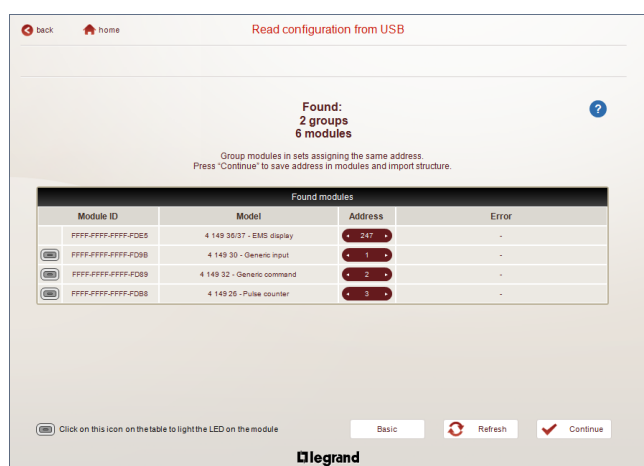 back
home
Read configuration from USB
Found:
2 groups
6 modules
Group modules in sets assigning the same address.
Press "Continue" to save address in modules and import structure.
Found modules
Module ID Model Address Error
FFFF-FFFF-FFFF-FDE5 4 149 36/37 - EMS display 247 -
FFFF-FFFF-FFFF-FD9B 4 149 30 - Generic input 1 -
FFFF-FFFF-FFFF-FD89 4 149 32 - Generic command 2 -
FFFF-FFFF-FFFF-FDB8 4 149 26 - Pulse counter 3 -
Click on this icon on the table to light the LED on the module
Basic
Refresh
Continue
legrand